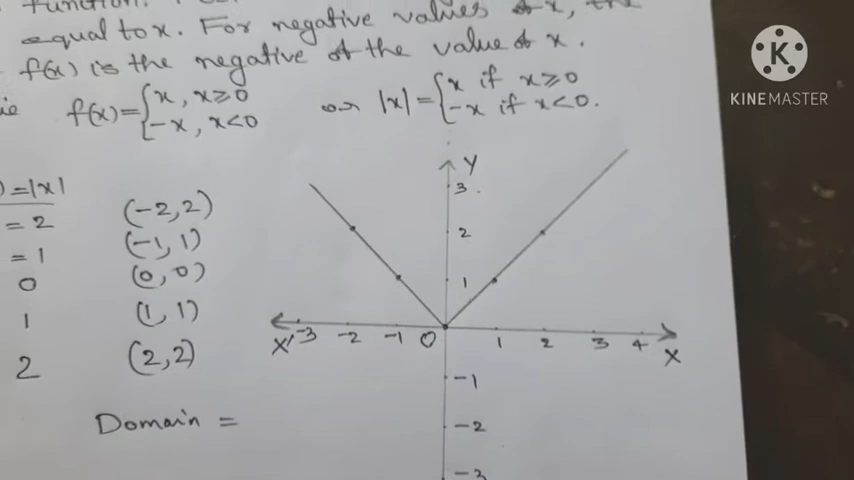 function.
equal to x. For negative values of x, the
f(x) is the negative of the value of x.
ie f(x) = { x, x ≥ 0
-x, x < 0
or |x| = { x if x ≥ 0
-x if x < 0.
) = |x|
= 2 (-2, 2)
= 1 (-1, 1)
0 (0, 0)
1 (1, 1)
2 (2, 2)
Domain =
Y
3
2
1
X' -3 -2 -1 0 1 2 3 4 X
-1
-2
-3
KINEMASTER